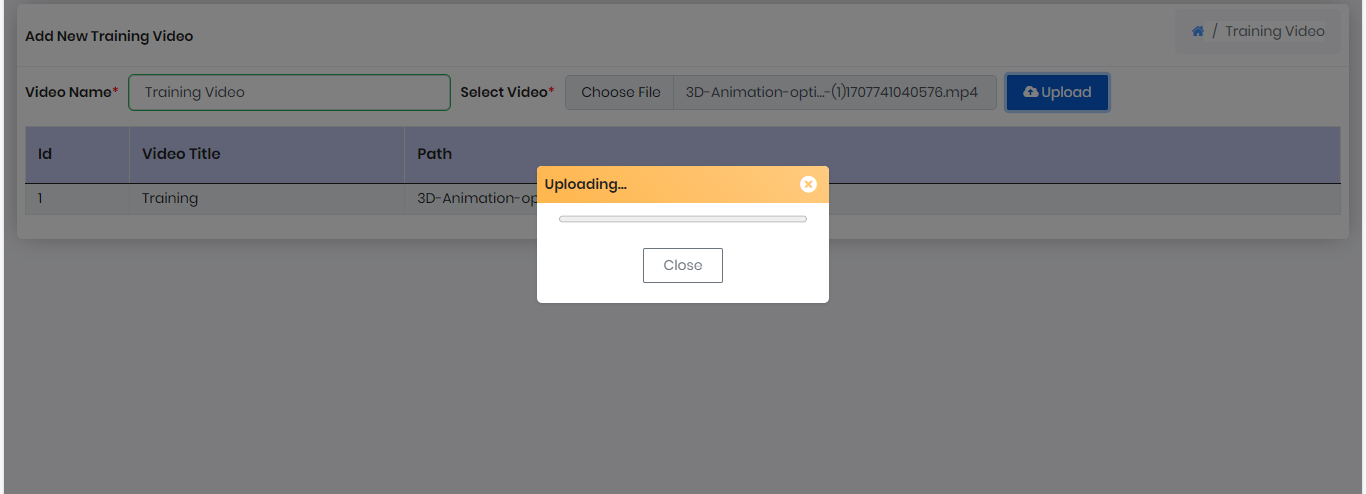 Add New Training Video
/ Training Video
Video Name* Training Video Select Video* Choose File 3D-Animation-opti...-(1)1707741040576.mp4 Upload
Id Video Title Path
Uploading...
1 Training 3D-Animation-op
Close